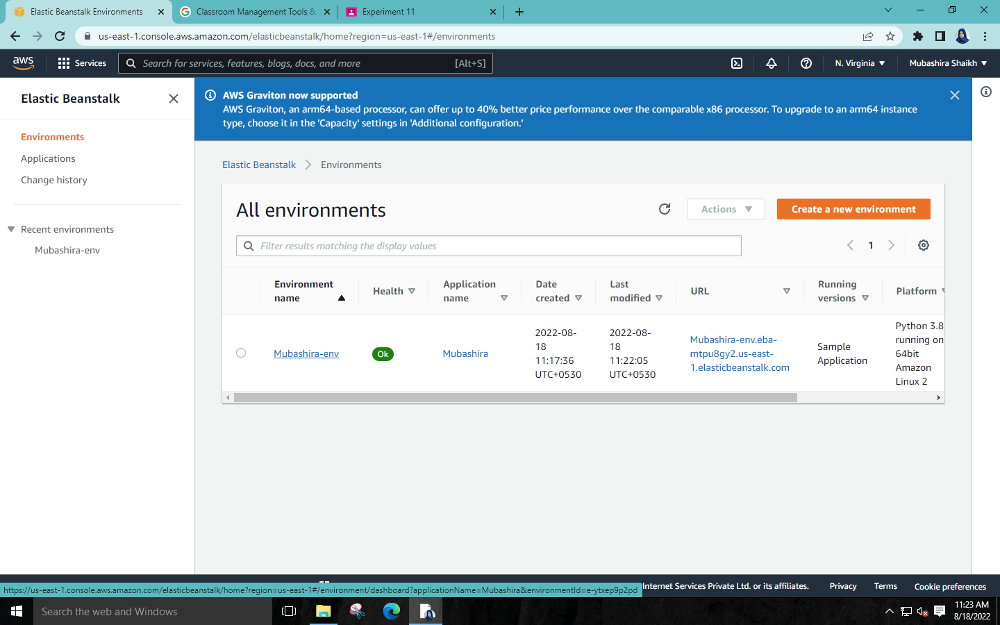 Elastic Beanstalk Environments
Classroom Management Tools &
Experiment 11
us-east-1.console.aws.amazon.com/elasticbeanstalk/home?region=us-east-1#/environments
aws
Services
Search for services, features, blogs, docs, and more
[Alt+S]
N. Virginia
Mubashira Shaikh
Elastic Beanstalk
Environments
Applications
Change history
Recent environments
Mubashira-env
AWS Graviton now supported
AWS Graviton, an arm64-based processor, can offer up to 40% better price performance over the comparable x86 processor. To upgrade to an arm64 instance
type, choose it in the 'Capacity' settings in 'Additional configuration.'
Elastic Beanstalk
Environments
All environments
Actions
Create a new environment
Filter results matching the display values
1
Environment
name
Health
Application
name
Date
created
Last
modified
URL
Running
versions
Platform
Mubashira-env
Ok
Mubashira
2022-08-
18
11:17:36
UTC+0530
2022-08-
18
11:22:05
UTC+0530
Mubashira-env.eba-
mtpu8gy2.us-east-
1.elasticbeanstalk.com
Sample
Application
Python 3.8
running on
64bit
Amazon
Linux 2
https://us-east-1.console.aws.amazon.com/elasticbeanstalk/home?region=us-east-1#/environment/dashboard?applicationName=Mubashira&environmentId=e-ytxep9p2pd
Internet Services Private Ltd. or its affiliates.
Privacy
Terms
Cookie preferences
Search the web and Windows
11:23 AM
8/18/2022